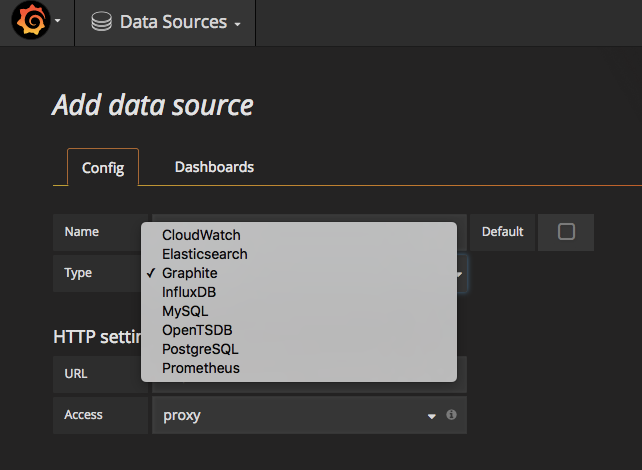 Data Sources
Add data source
Config
Dashboards
Name
Default
Type
CloudWatch
Elasticsearch
✓ Graphite
InfluxDB
MySQL
OpenTSDB
PostgreSQL
Prometheus
HTTP settin
URL
Access
proxy